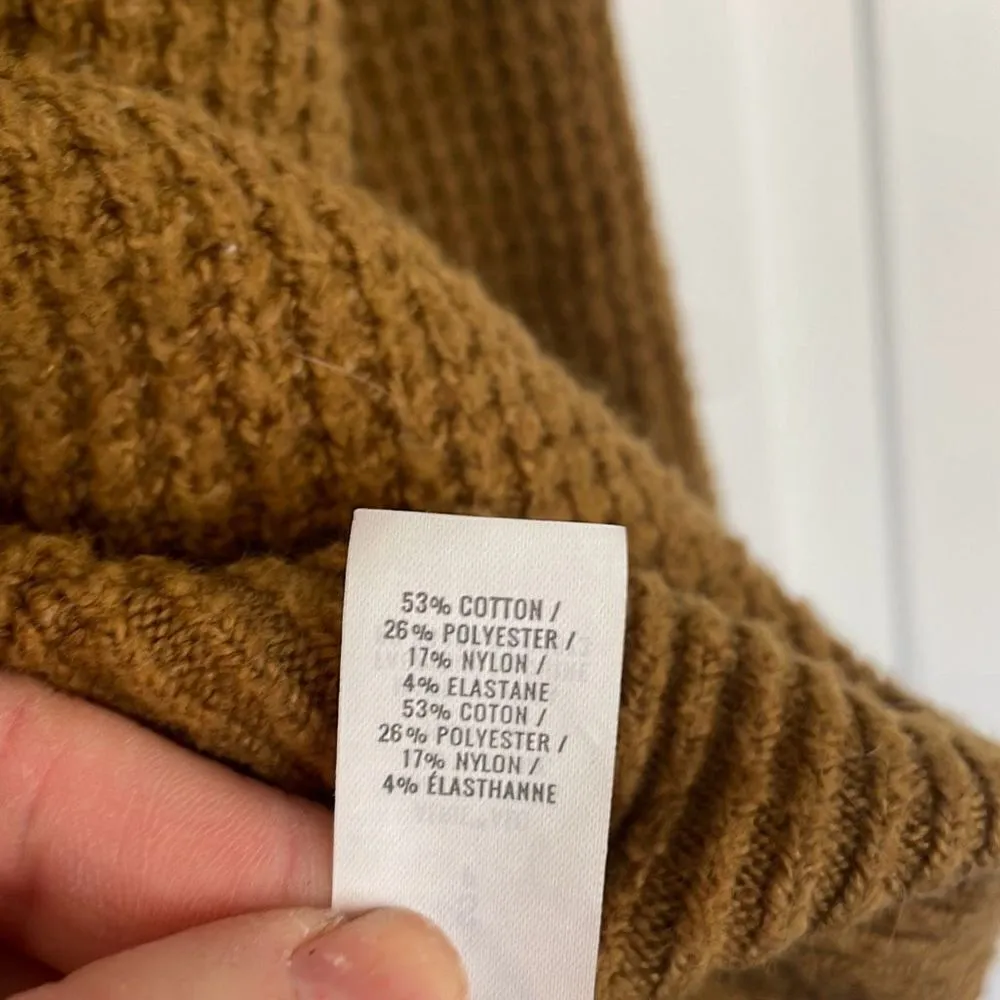 53% COTTON /
26% POLYESTER /
17% NYLON /
4% ELASTANE
53% COTON /
26% POLYESTER /
17% NYLON /
4% ÉLASTHANNE